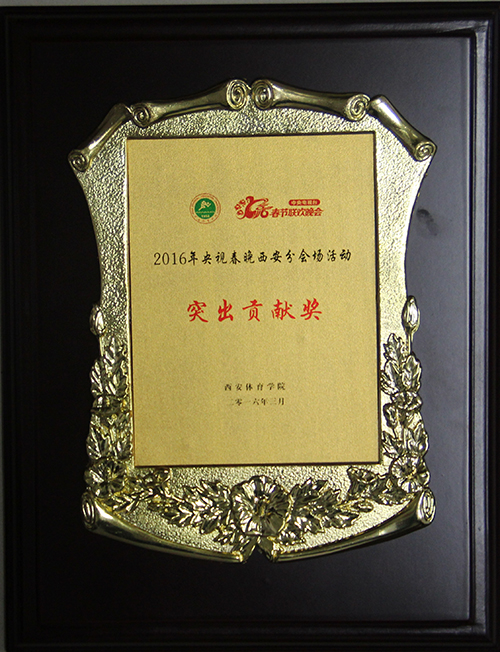 中央电视台
春节联欢晚会
2016年央视春晚西安分会场活动
突出贡献奖
西安体育学院
二零一六年三月